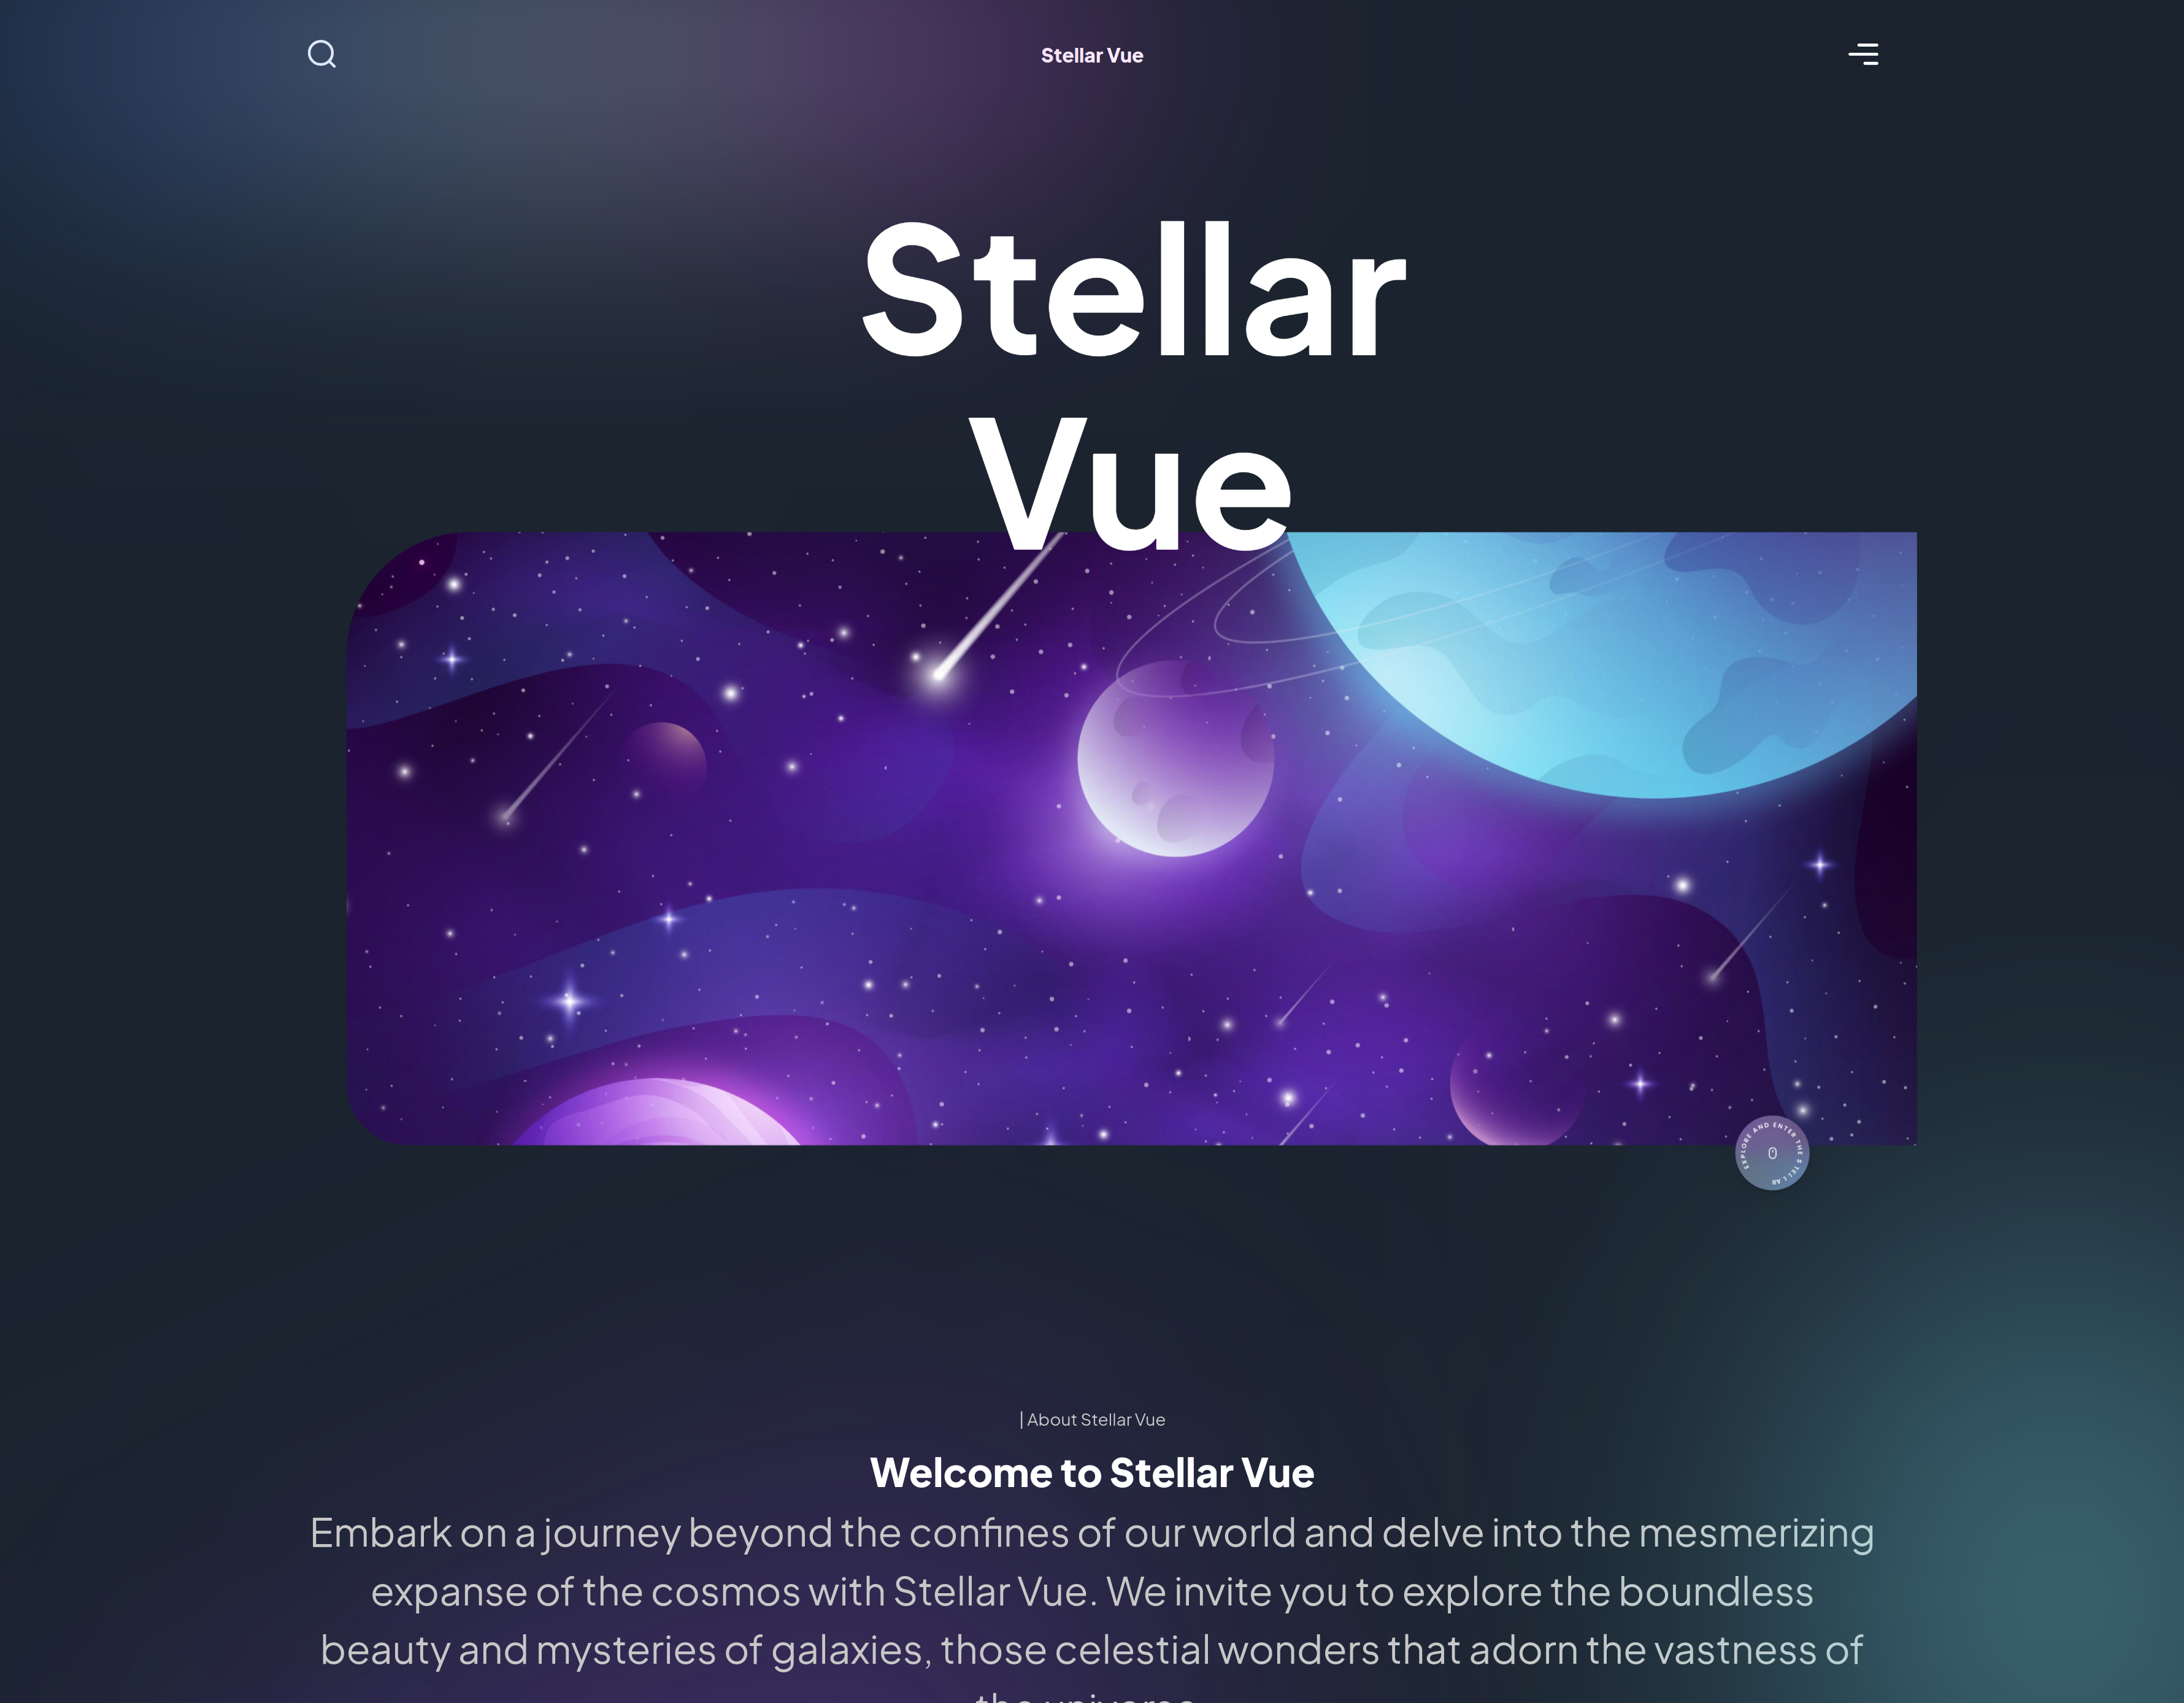 Stellar Vue
Stellar
Vue
EXPLORE AND ENTER THE STELLAR
| About Stellar Vue
Welcome to Stellar Vue
Embark on a journey beyond the confines of our world and delve into the mesmerizing
expanse of the cosmos with Stellar Vue. We invite you to explore the boundless
beauty and mysteries of galaxies, those celestial wonders that adorn the vastness of
the universe